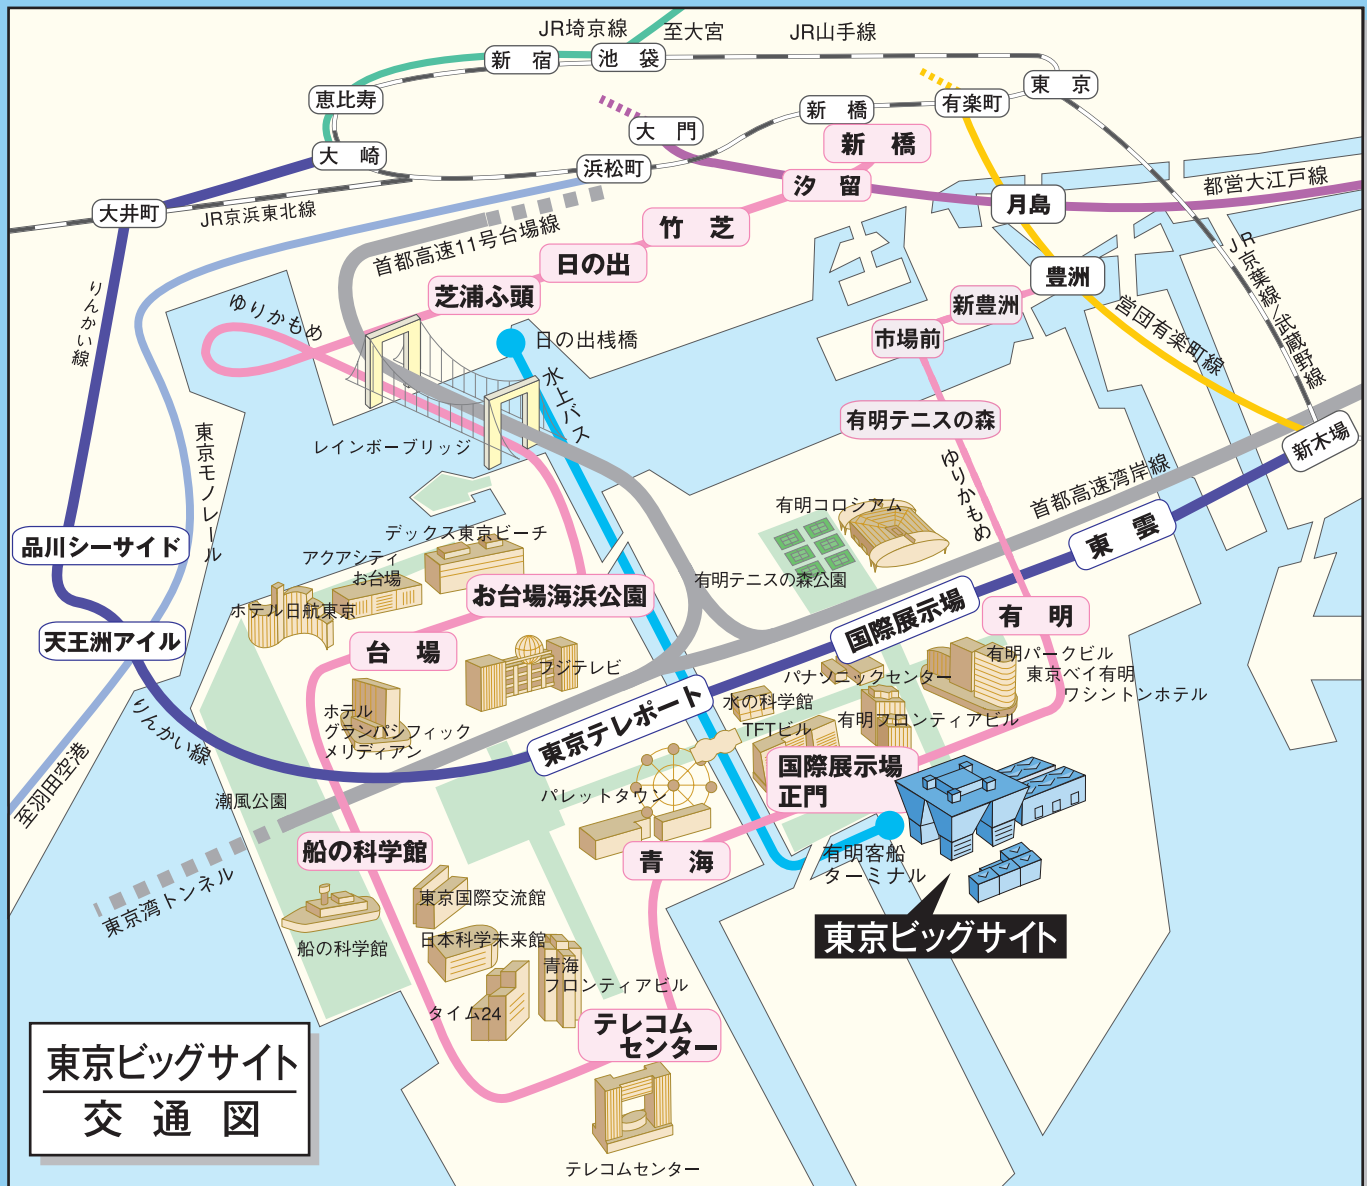 JR埼京線
至大宮
JR山手線
新宿
池袋
恵比寿
新橋
有楽町
東京
大門
新橋
大崎
浜松町
汐留
都営大江戸線
月島
大井町
JR京浜東北線
竹芝
首都高速11号台場線
日の出
豊洲
JR京葉線/武蔵野線
芝浦ふ頭
新豊洲
営団有楽町線
りんかい線
ゆりかもめ
日の出桟橋
市場前
水上バス
有明テニスの森
東京モノレール
レインボーブリッジ
ゆりかもめ
新木場
首都高速湾岸線
有明コロシアム
デックス東京ビーチ
品川シーサイド
アクアシティ
お台場
東雲
有明テニスの森公園
ホテル日航東京
お台場海浜公園
国際展示場
有明
天王洲アイル
台場
フジテレビ
有明パークビル
東京ベイ有明
ワシントンホテル
パナソニックセンター
水の科学館
りんかい線
ホテル
グランパシフィック
メリディアン
東京テレポート
有明フロンティアビル
TFTビル
国際展示場
正門
至羽田空港
潮風公園
パレットタウン
船の科学館
青海
有明客船
ターミナル
東京湾トンネル
東京国際交流館
船の科学館
日本科学未来館
東京ビッグサイト
青海
フロンティアビル
タイム24
テレコム
センター
東京ビッグサイト
交通図
テレコムセンター